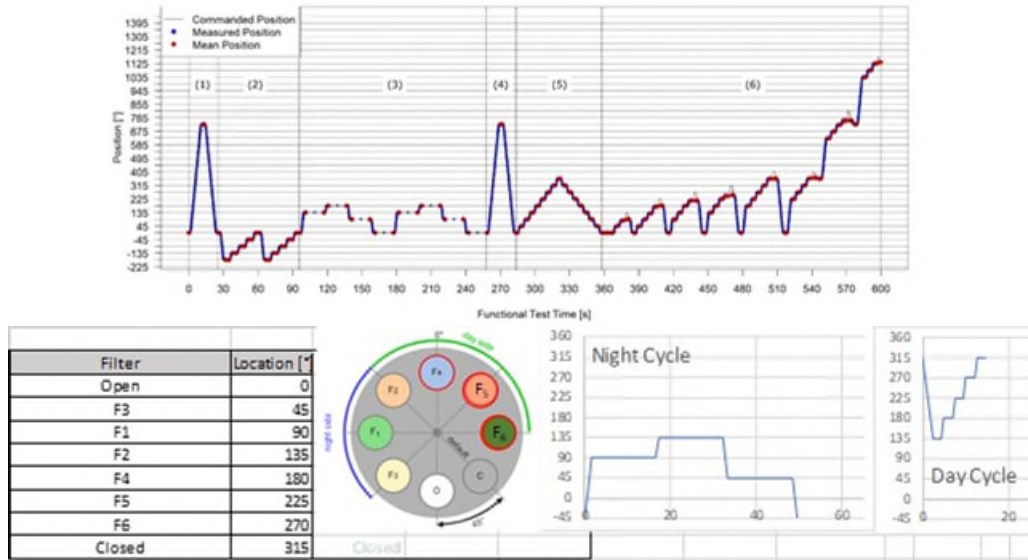 Commanded Position
Measured Position
Mean Position
1395
1305
1215
1125
1035
945
855
765
675
585
495
405
315
225
135
45
-45
-135
-225
Position [°]
(1)
(2)
(3)
(4)
(5)
(6)
0
30
60
90
120
150
180
210
240
270
300
330
360
390
420
450
480
510
540
570
600
Functional Test Time [s]
Filter Location [°]
Open 0
F3 45
F1 90
F2 135
F4 180
F5 225
F6 270
Closed 315
0°
day side
night side
F4
F2
F5
F1
F6
default
F3
C
O
45°
Closed
360
315
270
225
180
135
90
45
0
-45
Night Cycle
0
20
40
60
360
315
270
225
180
135
90
45
0
-45
Day Cycle
0
20